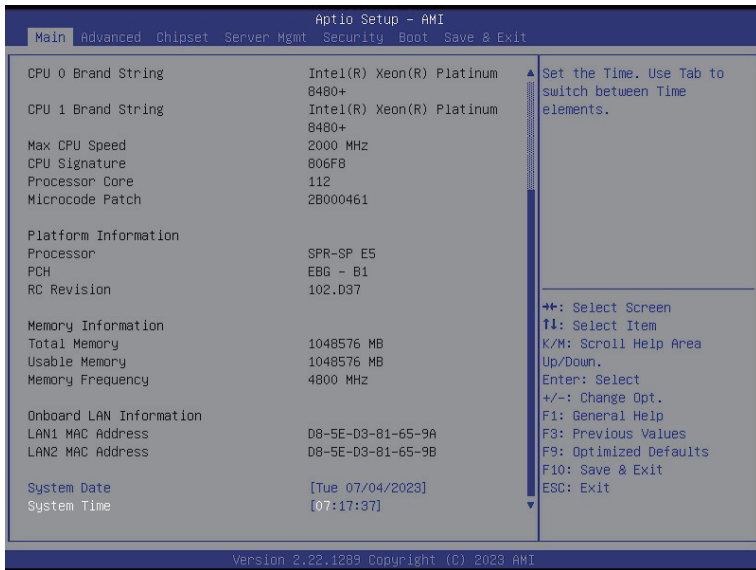 Aptio Setup – AMI
Main Advanced Chipset Server Mgmt Security Boot Save & Exit
CPU 0 Brand String Intel(R) Xeon(R) Platinum
8480+
CPU 1 Brand String Intel(R) Xeon(R) Platinum
8480+
Max CPU Speed 2000 MHz
CPU Signature 806F8
Processor Core 112
Microcode Patch 2B000461
Platform Information
Processor SPR-SP E5
PCH EBG - B1
RC Revision 102.D37
Memory Information
Total Memory 1048576 MB
Usable Memory 1048576 MB
Memory Frequency 4800 MHz
Onboard LAN Information
LAN1 MAC Address D8-5E-D3-81-65-9A
LAN2 MAC Address D8-5E-D3-81-65-9B
System Date [Tue 07/04/2023]
System Time [07:17:37]
Set the Time. Use Tab to
switch between Time
elements.
→←: Select Screen
↑↓: Select Item
K/M: Scroll Help Area
Up/Down.
Enter: Select
+/-: Change Opt.
F1: General Help
F3: Previous Values
F9: Optimized Defaults
F10: Save & Exit
ESC: Exit
Version 2.22.1289 Copyright (C) 2023 AMI